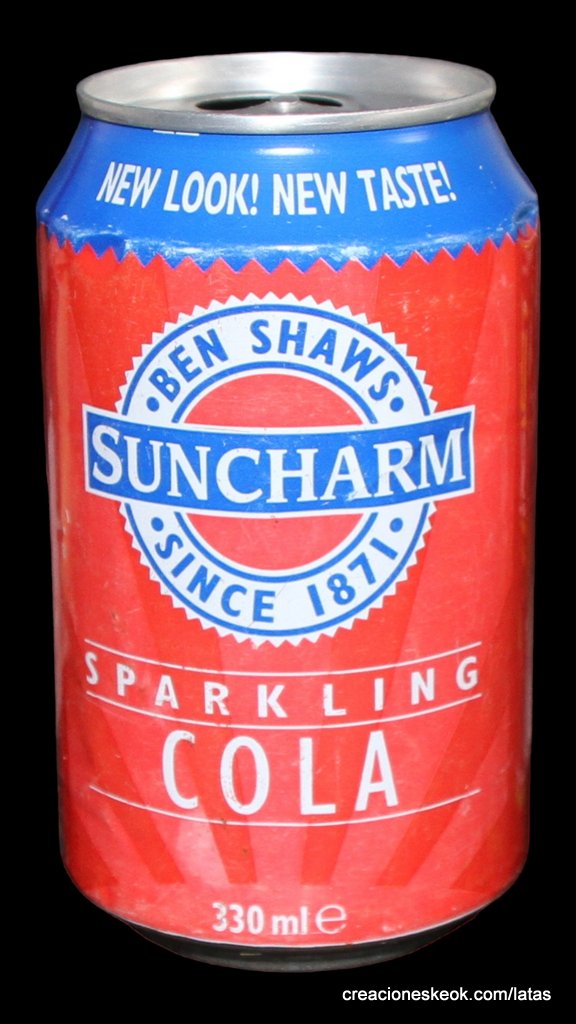 NEW LOOK! NEW TASTE!
•BEN SHAWS•
SUNCHARM
•SINCE 1871•
SPARKLING
COLA
330 ml ℮
creacioneskeok.com/latas